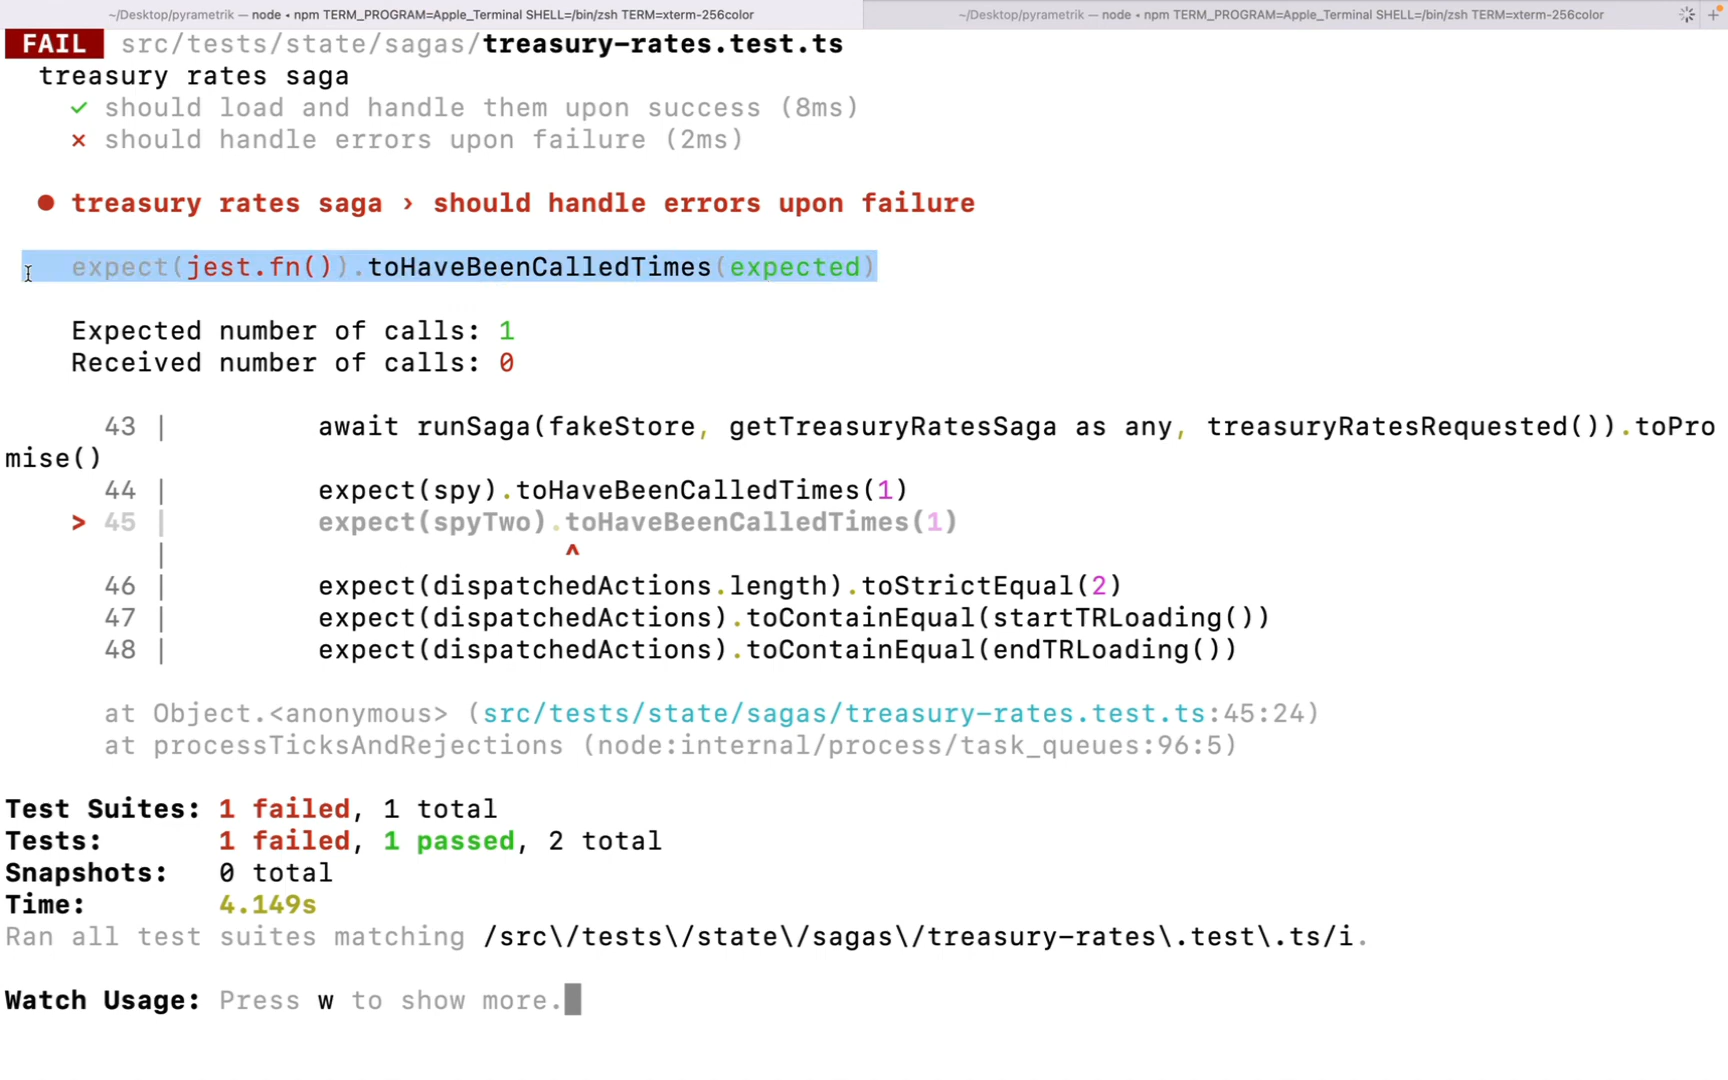 ~/Desktop/pyrametrik — node • npm TERM_PROGRAM=Apple_Terminal SHELL=/bin/zsh TERM=xterm-256color
~/Desktop/pyrametrik — node • npm TERM_PROGRAM=Apple_Terminal SHELL=/bin/zsh TERM=xterm-256color
FAIL src/tests/state/sagas/treasury-rates.test.ts
treasury rates saga
✓ should load and handle them upon success (8ms)
✕ should handle errors upon failure (2ms)
● treasury rates saga › should handle errors upon failure
expect(jest.fn()).toHaveBeenCalledTimes(expected)
Expected number of calls: 1
Received number of calls: 0
43 | await runSaga(fakeStore, getTreasuryRatesSaga as any, treasuryRatesRequested()).toPro
mise()
44 | expect(spy).toHaveBeenCalledTimes(1)
> 45 | expect(spyTwo).toHaveBeenCalledTimes(1)
| ^
46 | expect(dispatchedActions.length).toStrictEqual(2)
47 | expect(dispatchedActions).toContainEqual(startTRLoading())
48 | expect(dispatchedActions).toContainEqual(endTRLoading())
at Object.<anonymous> (src/tests/state/sagas/treasury-rates.test.ts:45:24)
at processTicksAndRejections (node:internal/process/task_queues:96:5)
Test Suites: 1 failed, 1 total
Tests: 1 failed, 1 passed, 2 total
Snapshots: 0 total
Time: 4.149s
Ran all test suites matching /src\/tests\/state\/sagas\/treasury-rates\.test\.ts/i.
Watch Usage: Press w to show more.